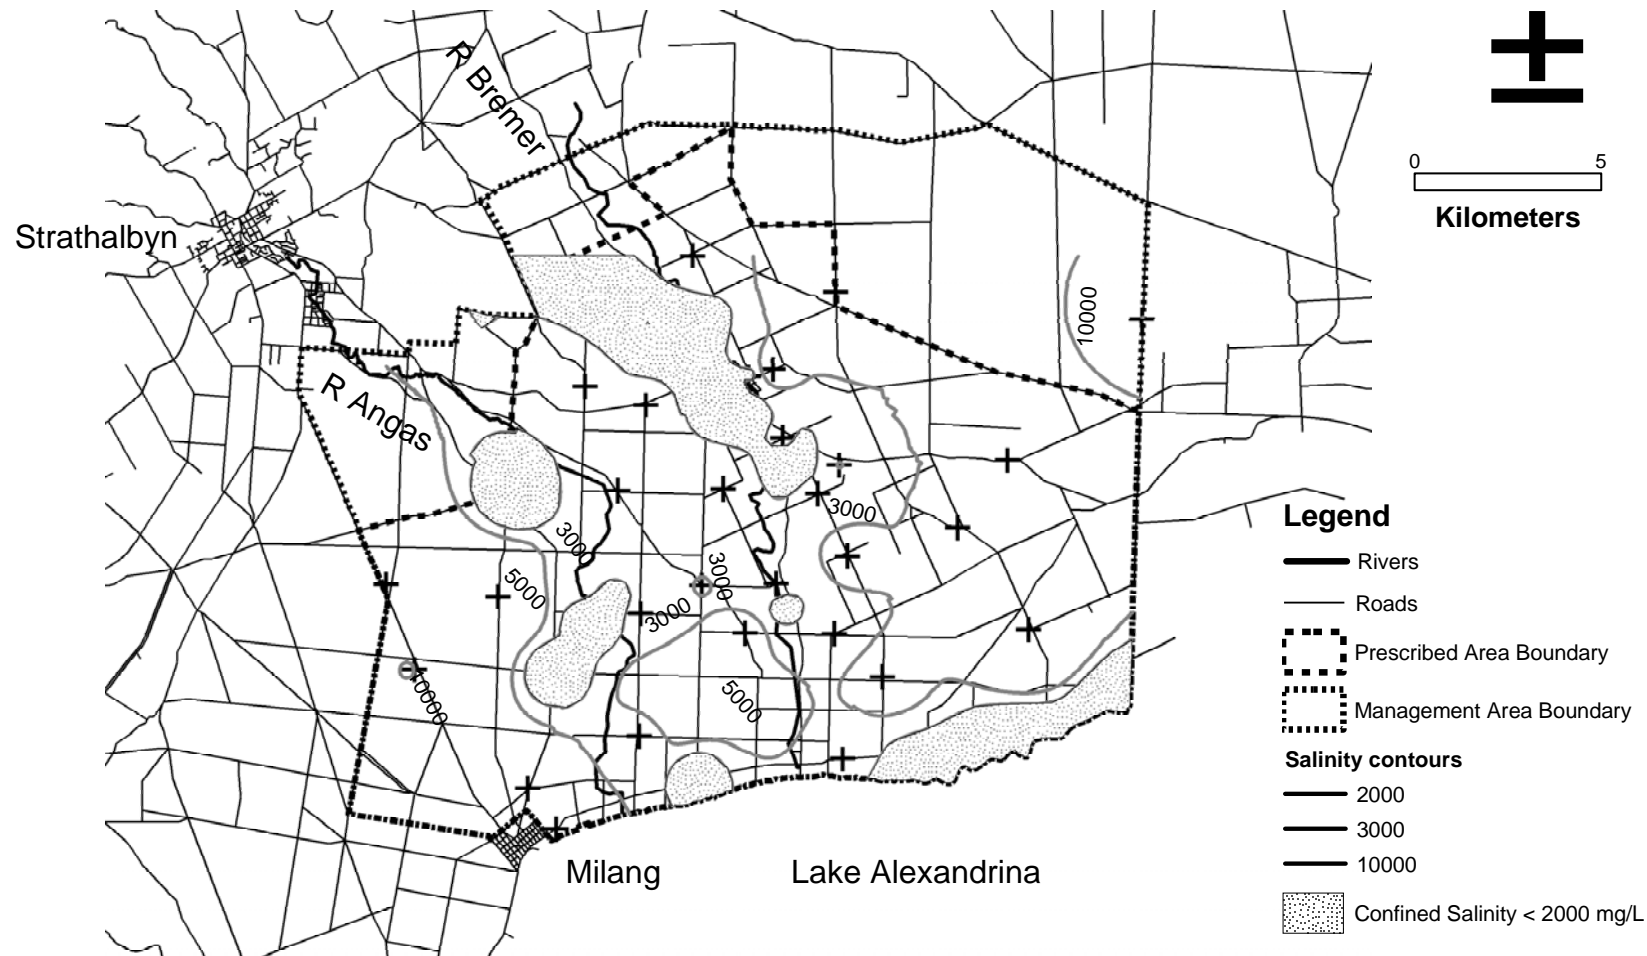 R Bremer
0 5
Kilometers
Strathalbyn
10000
R Angas
3000
3000
5000
3000
3000
5000
10000
Milang
Lake Alexandrina
Legend
Rivers
Roads
Prescribed Area Boundary
Management Area Boundary
Salinity contours
2000
3000
10000
Confined Salinity < 2000 mg/L